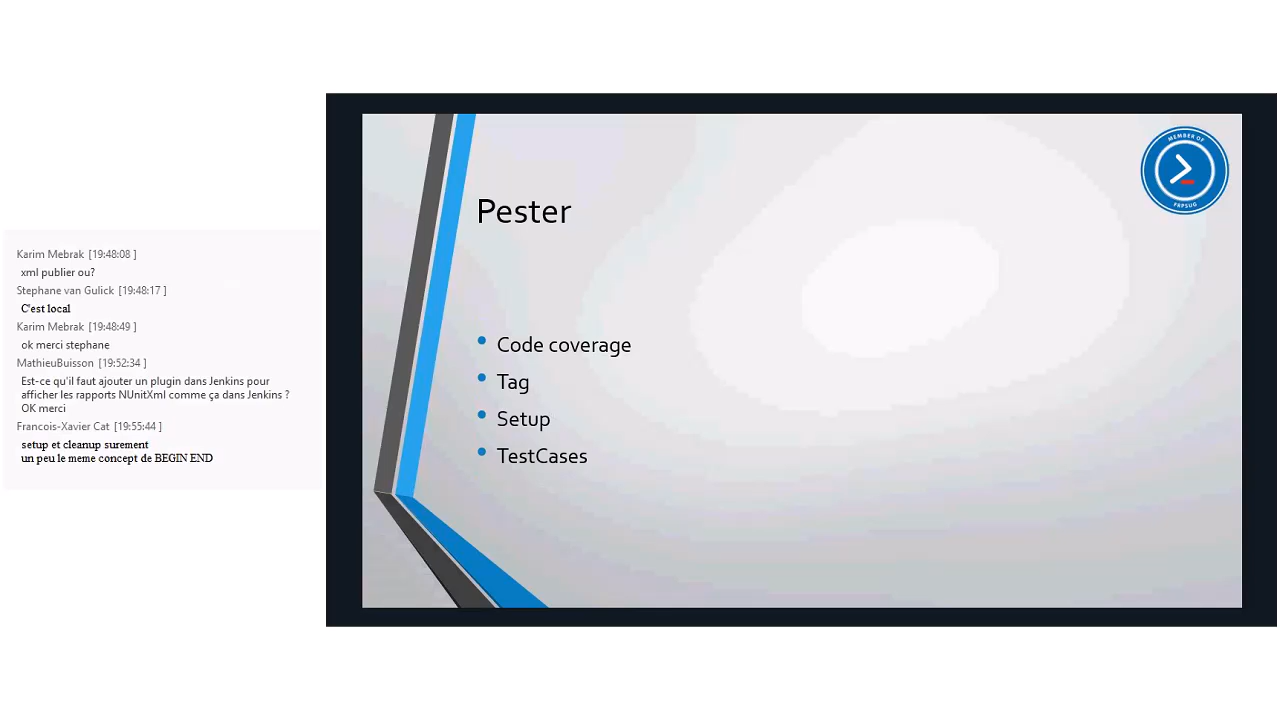 Karim Mebrak [19:48:08 ]
xml publier ou?
Stephane van Gulick [19:48:17 ]
C'est local
Karim Mebrak [19:48:49 ]
ok merci stephane
MathieuBuisson [19:52:34 ]
Est-ce qu'il faut ajouter un plugin dans Jenkins pour
afficher les rapports NUnitXml comme ça dans Jenkins ?
OK merci
Francois-Xavier Cat [19:55:44 ]
setup et cleanup surement
un peu le meme concept de BEGIN END
MEMBER OF
FRPSUG
Pester
• Code coverage
• Tag
• Setup
• TestCases